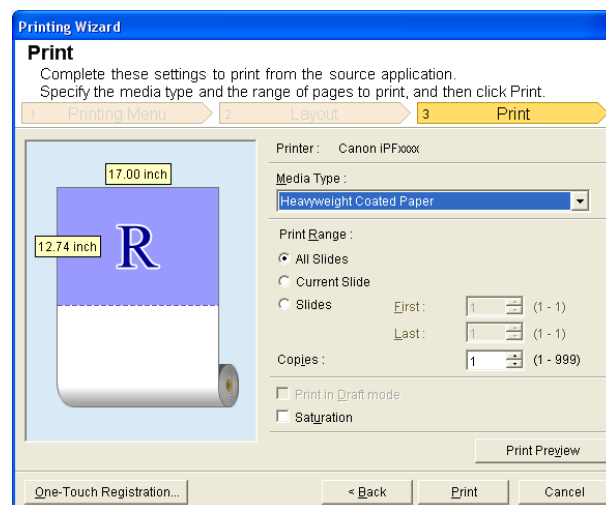 Printing Wizard
Print
Complete these settings to print from the source application.
Specify the media type and the range of pages to print, and then click Print.
1 Printing Menu 2 Layout 3 Print
Printer : Canon iPFxxxx
17.00 inch
Media Type :
Heavyweight Coated Paper
12.74 inch
R
Print Range :
All Slides
Current Slide
Slides First : 1 (1 - 1)
Last : 1 (1 - 1)
Copies : 1 (1 - 999)
Print in Draft mode
Saturation
Print Preview
One-Touch Registration... < Back Print Cancel